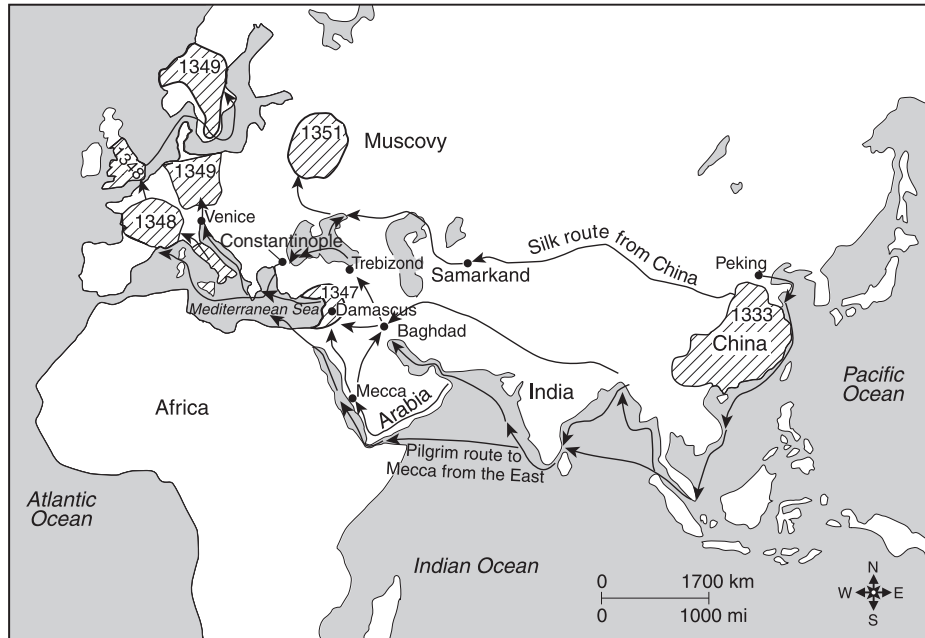 1349
1351
Muscovy
1348
1349
1348
Venice
Constantinople
Trebizond
Samarkand
Silk route from China
Peking
1347
1333
Mediterranean Sea
Damascus
Baghdad
China
Mecca
India
Pacific
Ocean
Africa
Arabia
Pilgrim route to
Mecca from the East
Atlantic
Ocean
Indian Ocean
0 1700 km
0 1000 mi
N
W E
S